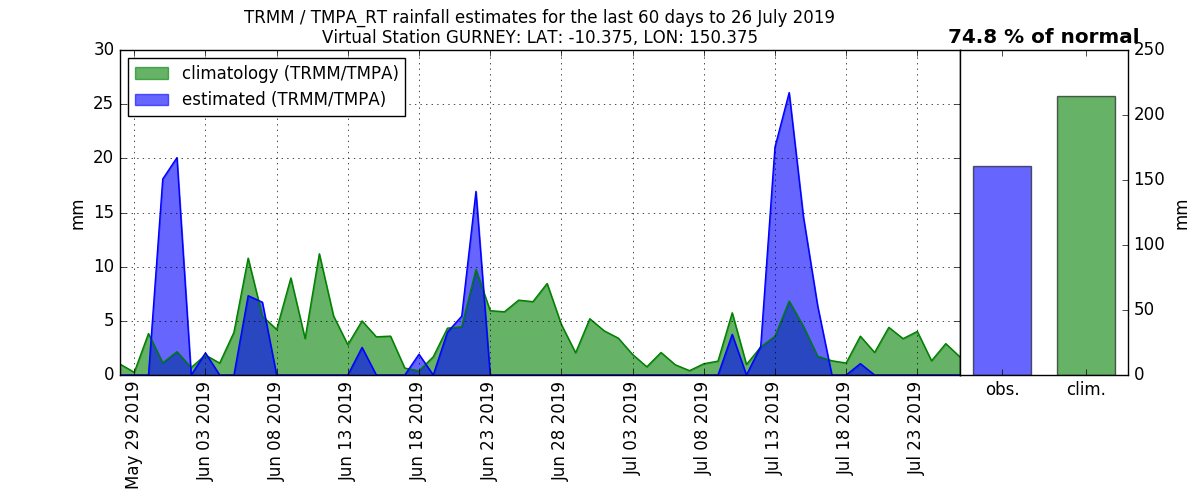 TRMM / TMPA_RT rainfall estimates for the last 60 days to 26 July 2019
Virtual Station GURNEY: LAT: -10.375, LON: 150.375
74.8 % of normal
climatology (TRMM/TMPA)
estimated (TRMM/TMPA)
30
25
20
15
10
5
0
mm
May 29 2019
Jun 03 2019
Jun 08 2019
Jun 13 2019
Jun 18 2019
Jun 23 2019
Jun 28 2019
Jul 03 2019
Jul 08 2019
Jul 13 2019
Jul 18 2019
Jul 23 2019
obs.
clim.
250
200
150
100
50
0
mm